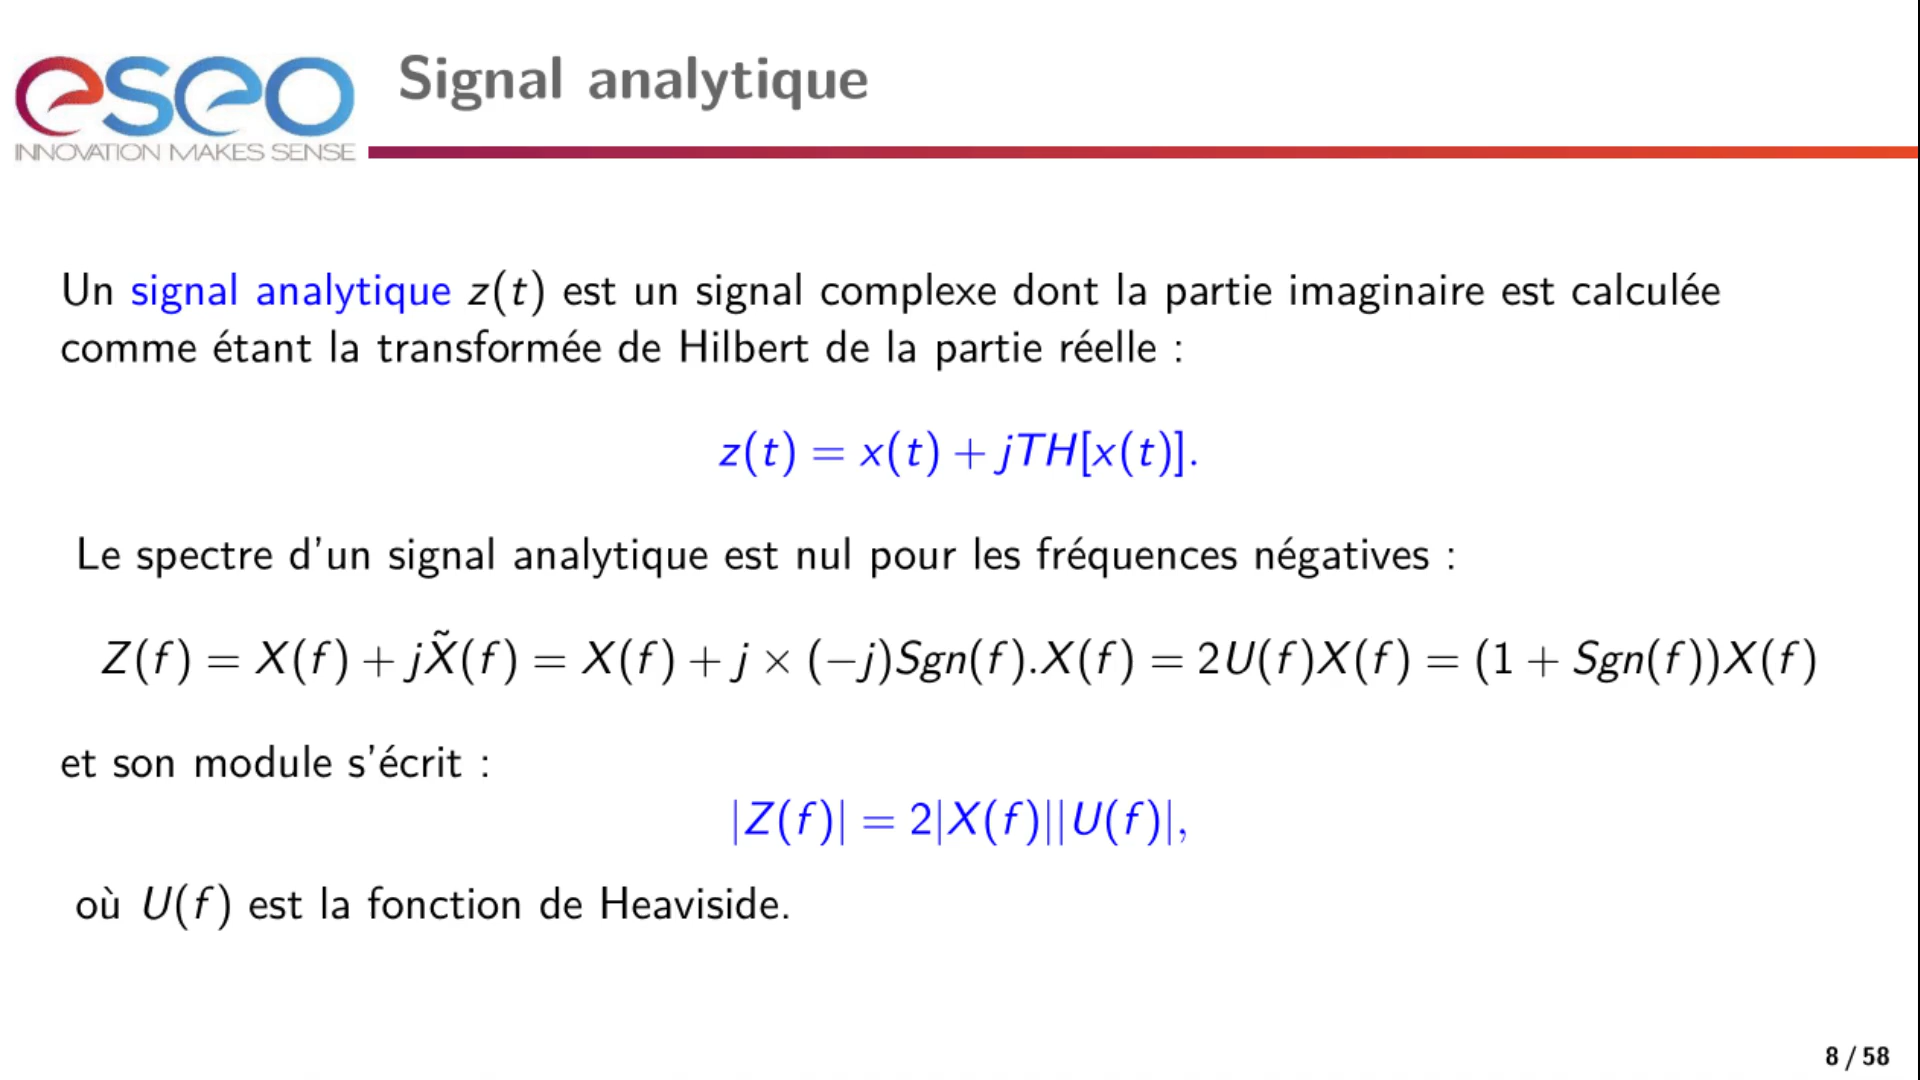 eseo
INNOVATION MAKES SENSE
Signal analytique
Un signal analytique z(t) est un signal complexe dont la partie imaginaire est calculée
comme étant la transformée de Hilbert de la partie réelle :
z(t) = x(t) + jTH[x(t)].
Le spectre d'un signal analytique est nul pour les fréquences négatives :
Z(f) = X(f) + jX̃(f) = X(f) + j × (−j)Sgn(f).X(f) = 2U(f)X(f) = (1 + Sgn(f))X(f)
et son module s'écrit :
|Z(f)| = 2|X(f)||U(f)|,
où U(f) est la fonction de Heaviside.
8 / 58